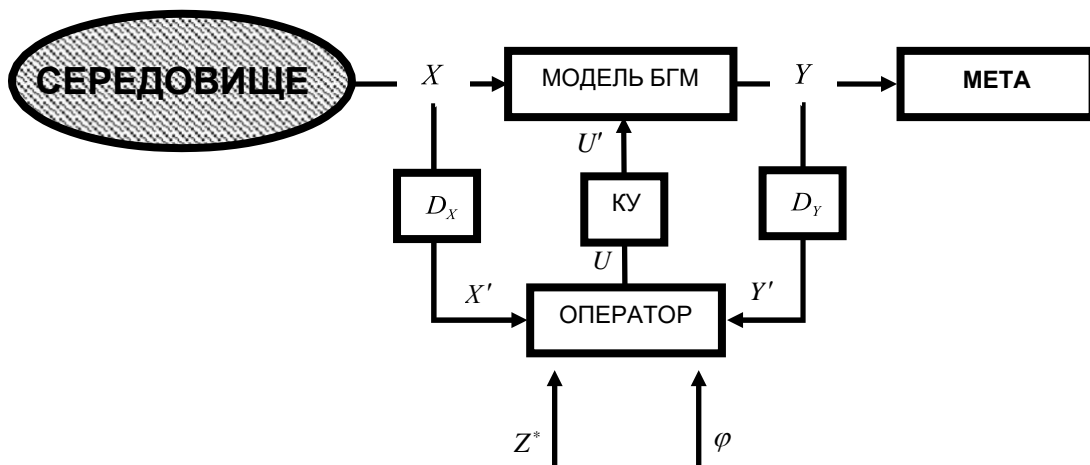 СЕРЕДОВИЩЕ
X
МОДЕЛЬ БГМ
Y
МЕТА
U'
D_X
КУ
D_Y
U
X'
Y'
ОПЕРАТОР
Z*
φ